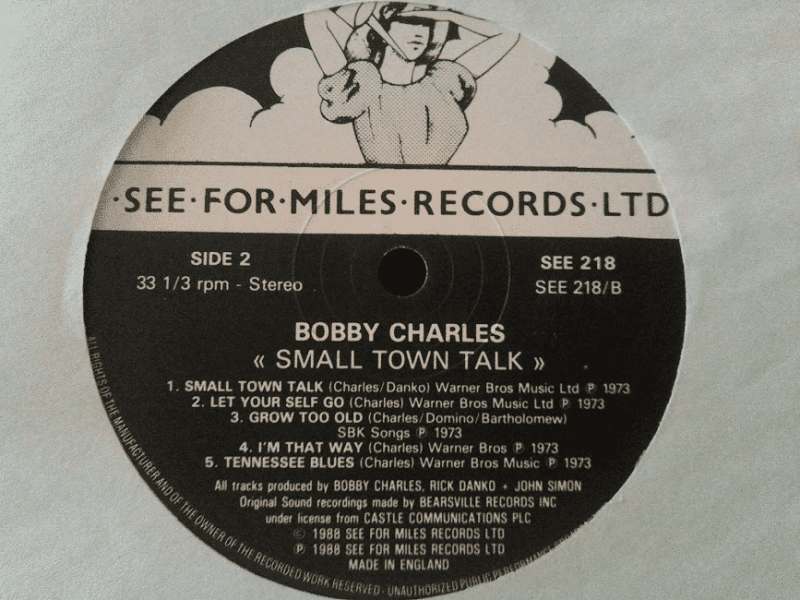 ·SEE·FOR·MILES·RECORDS·LTD
SIDE 2
33 1/3 rpm - Stereo
SEE 218
SEE 218/B
BOBBY CHARLES
« SMALL TOWN TALK »
1. SMALL TOWN TALK (Charles/Danko) Warner Bros Music Ltd ℗ 1973
2. LET YOUR SELF GO (Charles) Warner Bros Music Ltd ℗ 1973
3. GROW TOO OLD (Charles/Domino/Bartholomew)
SBK Songs ℗ 1973
4. I'M THAT WAY (Charles) Warner Bros ℗ 1973
5. TENNESSEE BLUES (Charles) Warner Bros Music ℗ 1973
All tracks produced by BOBBY CHARLES, RICK DANKO + JOHN SIMON
Original Sound recordings made by BEARSVILLE RECORDS INC
under license from CASTLE COMMUNICATIONS PLC
© 1988 SEE FOR MILES RECORDS LTD
℗ 1988 SEE FOR MILES RECORDS LTD
MADE IN ENGLAND
ALL RIGHTS OF THE MANUFACTURER AND OF THE OWNER OF THE RECORDED WORK RESERVED - UNAUTHORIZED PUBLIC PERFORMANCE